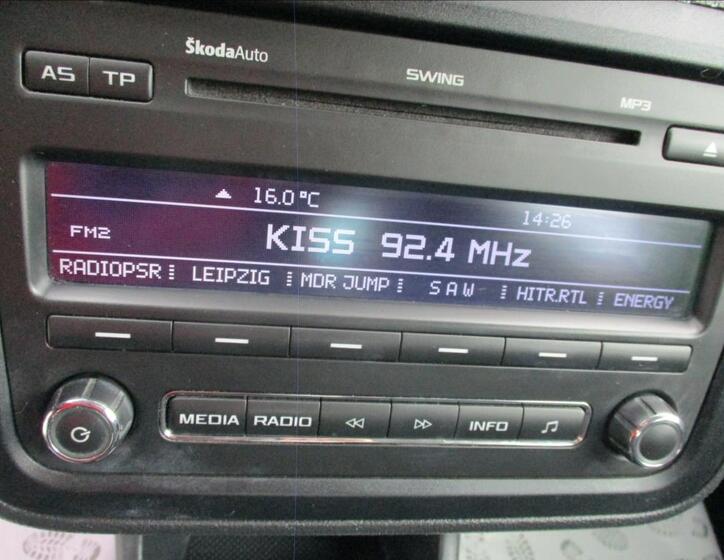 ŠkodaAuto
SWING
MP3
AS TP
16.0°C
14:26
FM2
KISS 92.4 MHz
RADIOPSR LEIPZIG MDR JUMP SAW HITR.RTL ENERGY
MEDIA RADIO INFO